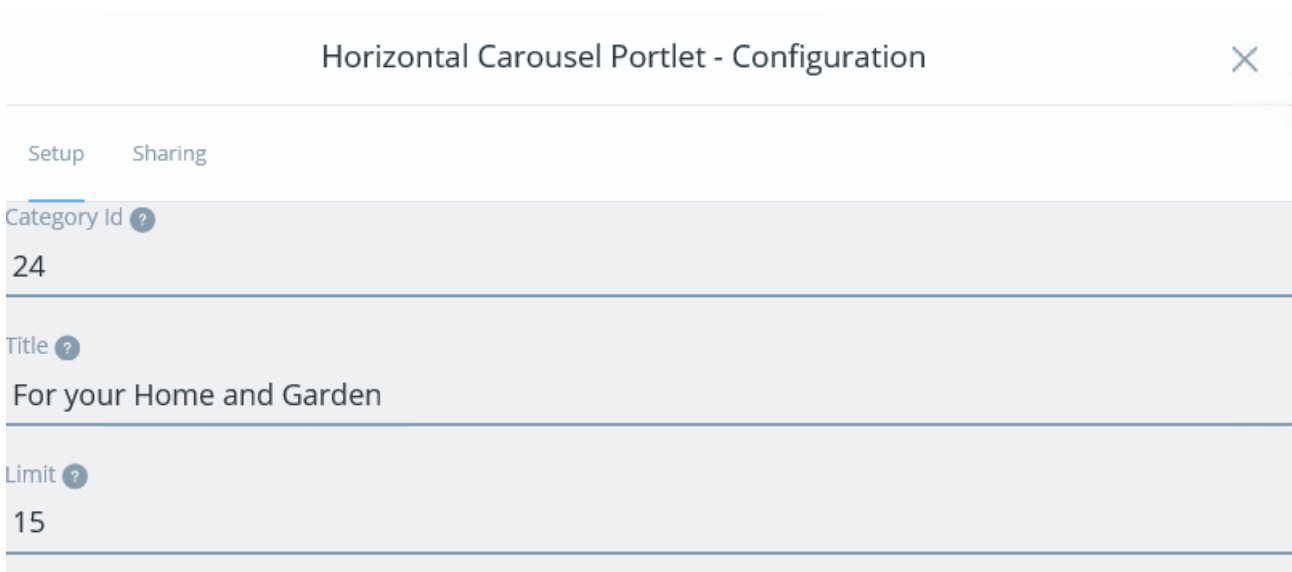 Horizontal Carousel Portlet - Configuration
Setup Sharing
Category Id ?
24
Title ?
For your Home and Garden
Limit ?
15